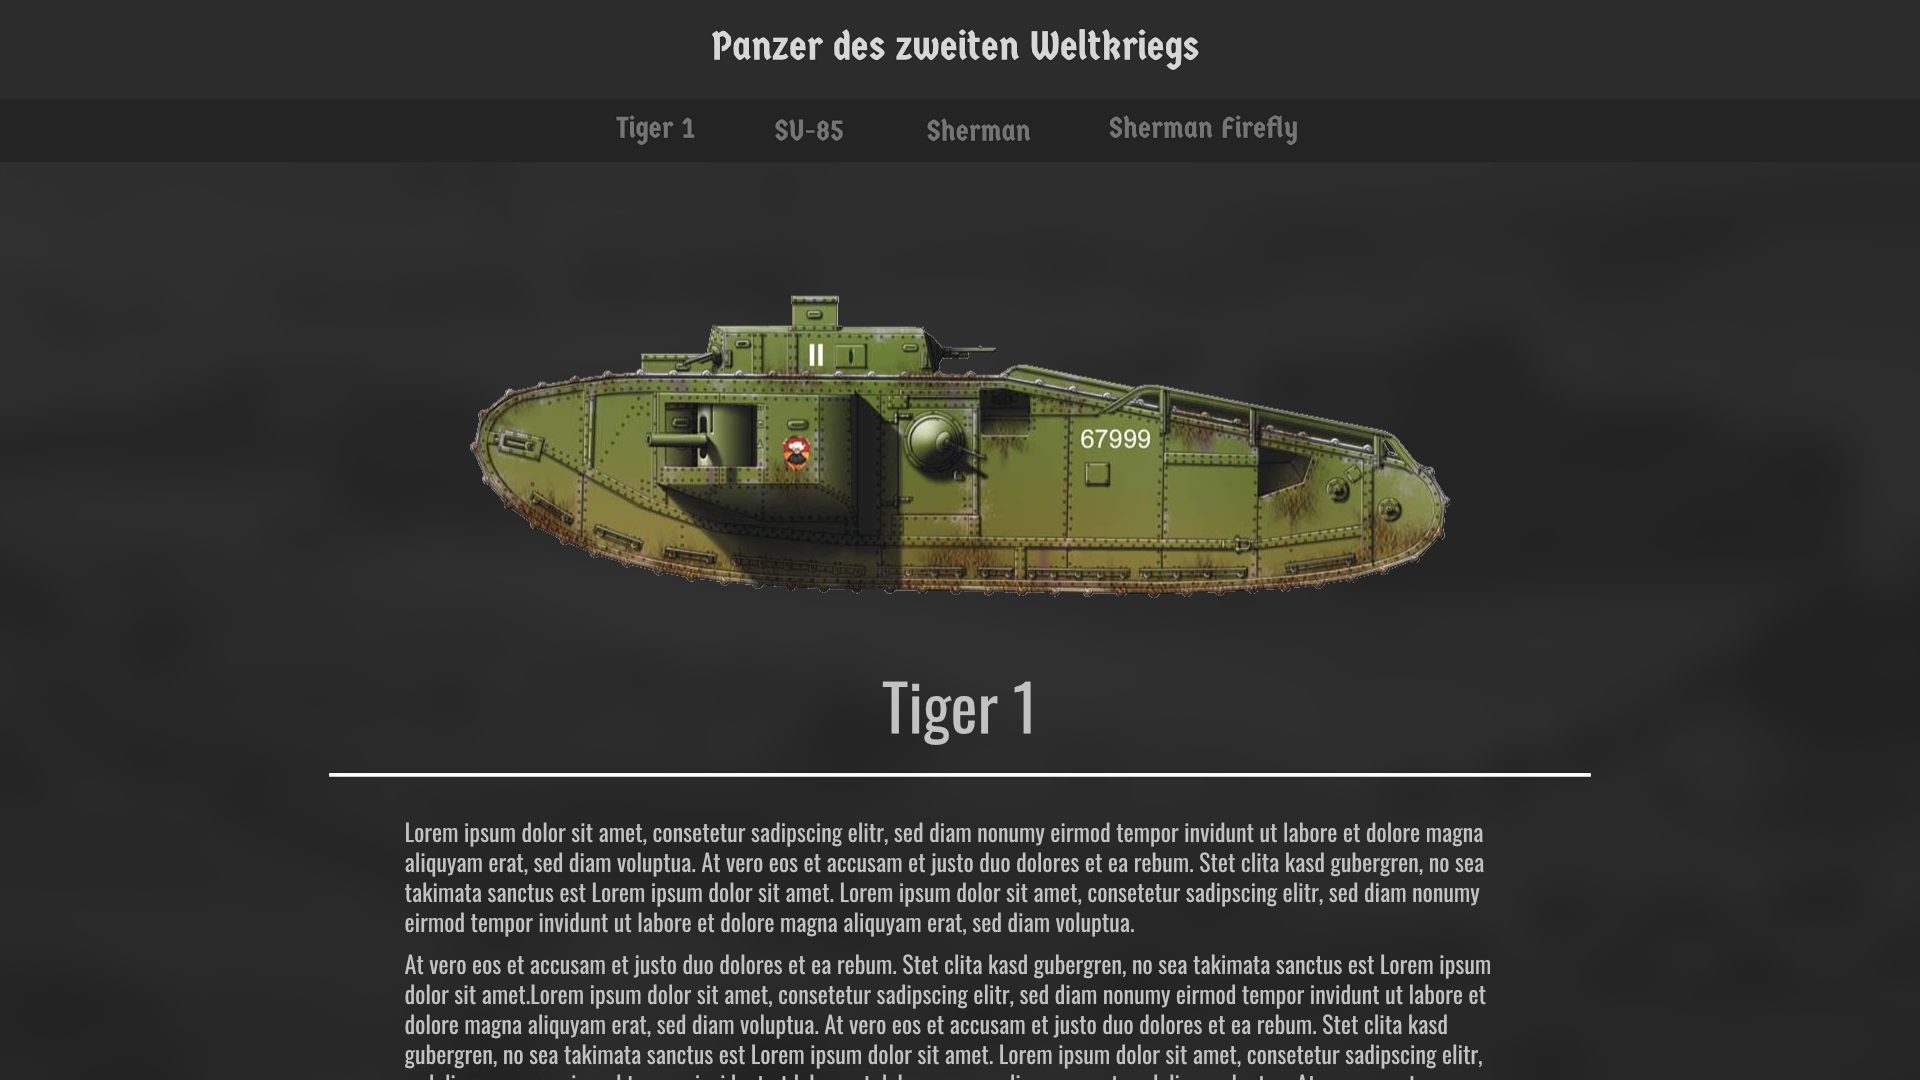 Panzer des zweiten Weltkriegs
Tiger 1 SU-85 Sherman Sherman Firefly
II
67999
Tiger 1
Lorem ipsum dolor sit amet, consetetur sadipscing elitr, sed diam nonumy eirmod tempor invidunt ut labore et dolore magna
aliquyam erat, sed diam voluptua. At vero eos et accusam et justo duo dolores et ea rebum. Stet clita kasd gubergren, no sea
takimata sanctus est Lorem ipsum dolor sit amet. Lorem ipsum dolor sit amet, consetetur sadipscing elitr, sed diam nonumy
eirmod tempor invidunt ut labore et dolore magna aliquyam erat, sed diam voluptua.
At vero eos et accusam et justo duo dolores et ea rebum. Stet clita kasd gubergren, no sea takimata sanctus est Lorem ipsum
dolor sit amet.Lorem ipsum dolor sit amet, consetetur sadipscing elitr, sed diam nonumy eirmod tempor invidunt ut labore et
dolore magna aliquyam erat, sed diam voluptua. At vero eos et accusam et justo duo dolores et ea rebum. Stet clita kasd
gubergren, no sea takimata sanctus est Lorem ipsum dolor sit amet. Lorem ipsum dolor sit amet, consetetur sadipscing elitr,